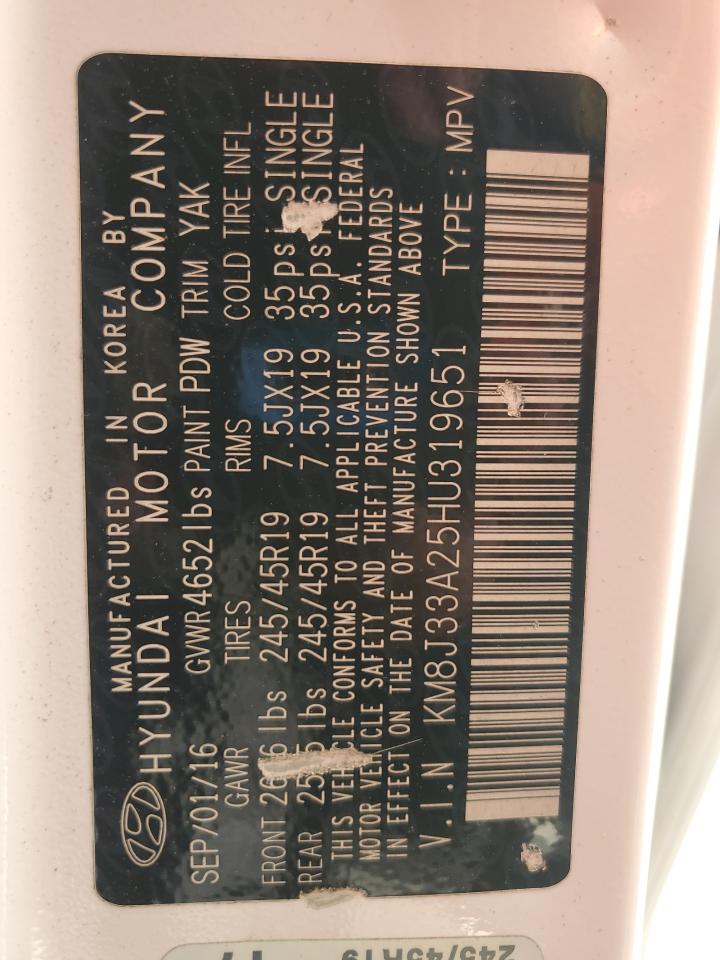 MANUFACTURED IN KOREA BY
HYUNDAI MOTOR COMPANY
SEP/01/16 GVWR 4652lbs PAINT PDW TRIM YAK
GAWR TIRES RIMS COLD TIRE INFL
FRONT lbs 245/45R19 7.5JX19 35psi SINGLE
REAR lbs 245/45R19 7.5JX19 35psi SINGLE
THIS VEHICLE CONFORMS TO ALL APPLICABLE U.S.A. FEDERAL
MOTOR VEHICLE SAFETY AND THEFT PREVENTION STANDARDS
IN EFFECT ON THE DATE OF MANUFACTURE SHOWN ABOVE
V.I.N KM8J33A25HU319651 TYPE : MPV
245/45R19